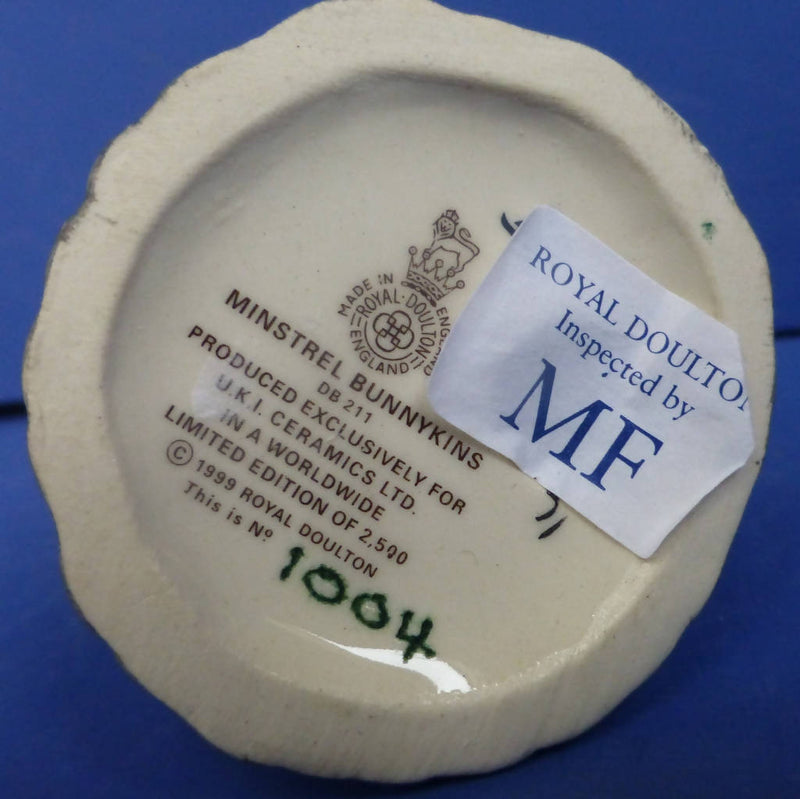 MADE IN ENGLAND
ROYAL·DOULTON
ENGLAND
MINSTREL BUNNYKINS
DB 211
PRODUCED EXCLUSIVELY FOR
U.K.I. CERAMICS LTD.
IN A WORLDWIDE
LIMITED EDITION OF 2,500
© 1999 ROYAL DOULTON
This is Nº
1004
ROYAL DOULTON
Inspected by
MF